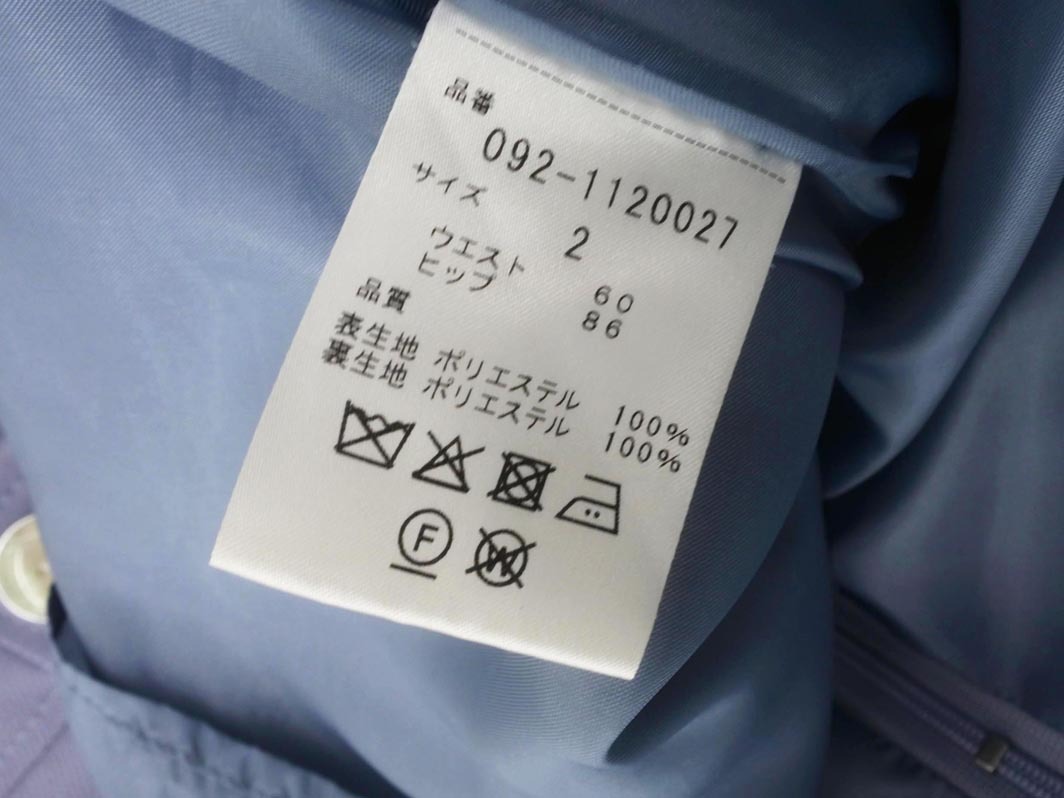 品番
092-1120027
サイズ
2
ウエスト 60
ヒップ 86
品質
表生地 ポリエステル 100%
裏生地 ポリエステル 100%
F W